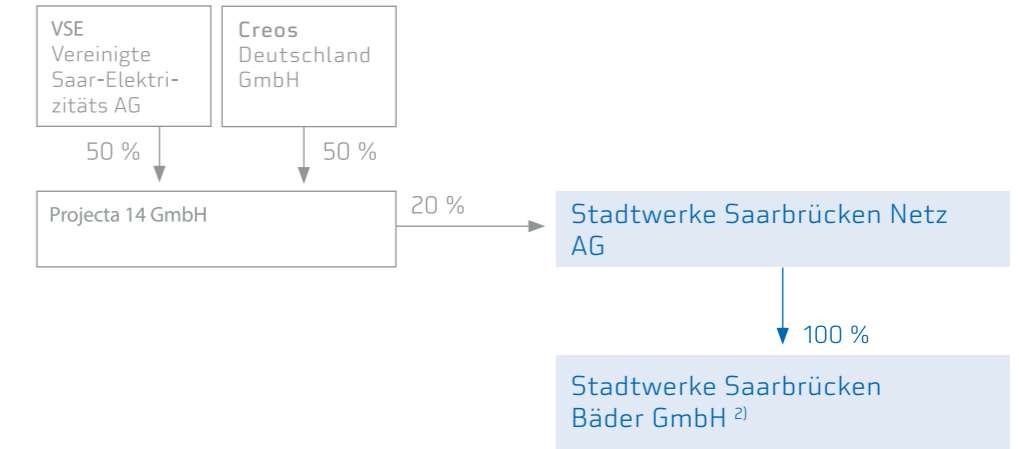 VSE
Vereinigte
Saar-Elektri-
zitäts AG
Creos
Deutschland
GmbH
50 %
50 %
Projecta 14 GmbH
20 %
Stadtwerke Saarbrücken Netz
AG
100 %
Stadtwerke Saarbrücken
Bäder GmbH 2)